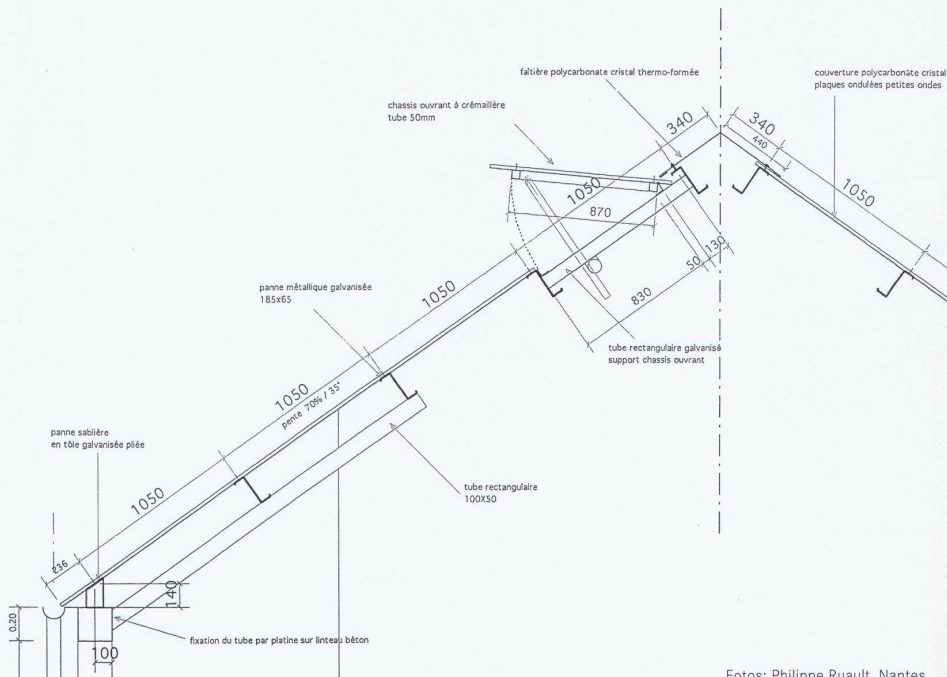 faîtière polycarbonate cristal thermo-formée
couverture polycarbonate cristal
plaques ondulées petites ondes
chassis ouvrant à crémaillère
tube 50mm
340
340
440
1050
1050
870
130
50
830
1050
panne métallique galvanisée
185x65
tube rectangulaire galvanisé
support chassis ouvrant
1050
pente 70% / 35°
panne sablière
en tôle galvanisée pliée
1050
tube rectangulaire
100X50
236
140
0.20
fixation du tube par platine sur linteau béton
100
Fotos: Philippe Ruault, Nantes